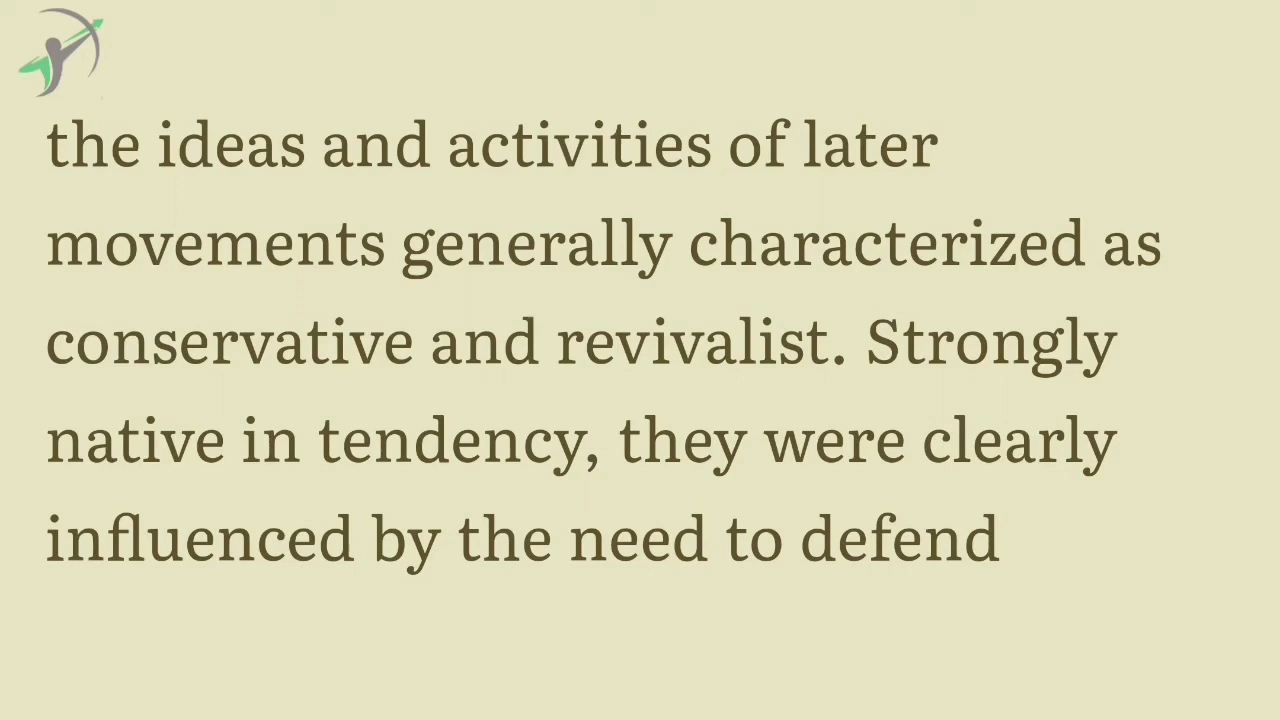 the ideas and activities of later
movements generally characterized as
conservative and revivalist. Strongly
native in tendency, they were clearly
influenced by the need to defend